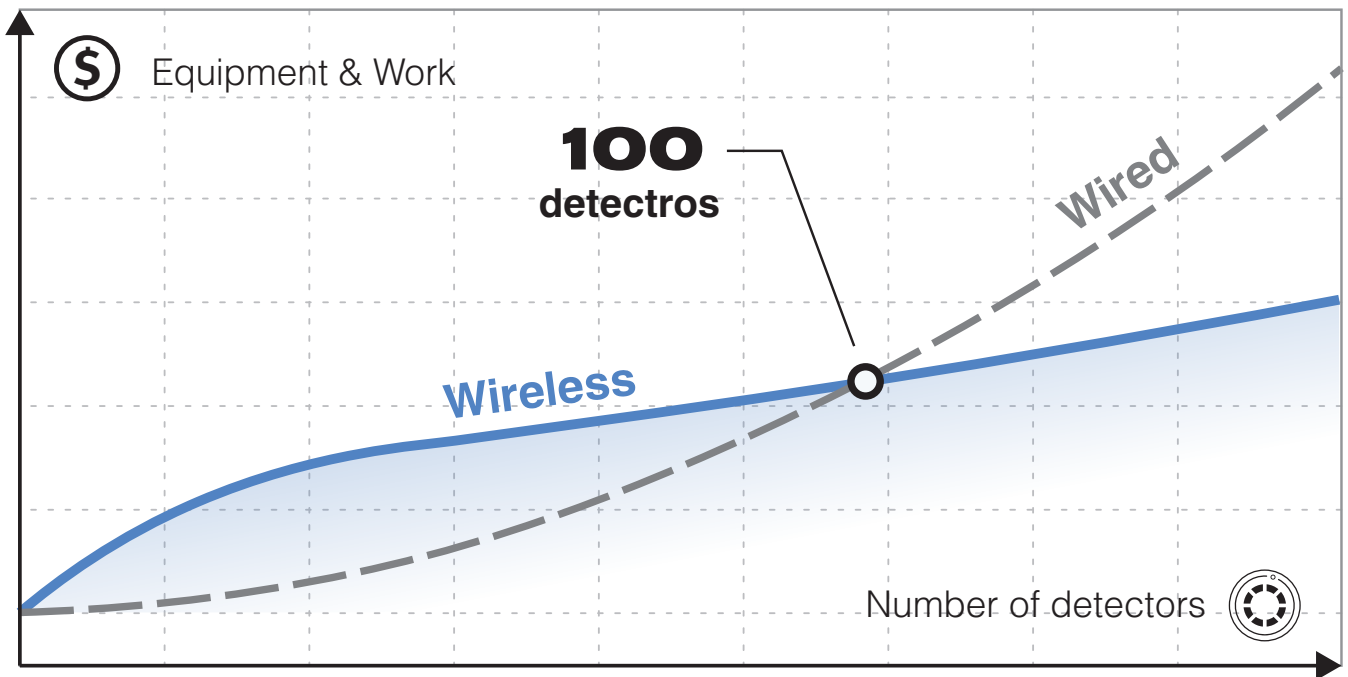 $ Equipment & Work
100
detectros
Wired
Wireless
Number of detectors